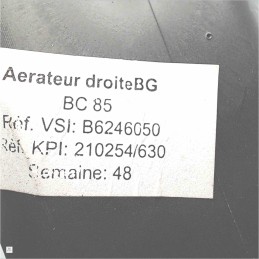 Aerateur droiteBG
BC 85
Réf. VSI: B6246050
Réf. KPI: 210254/630
Semaine: 48